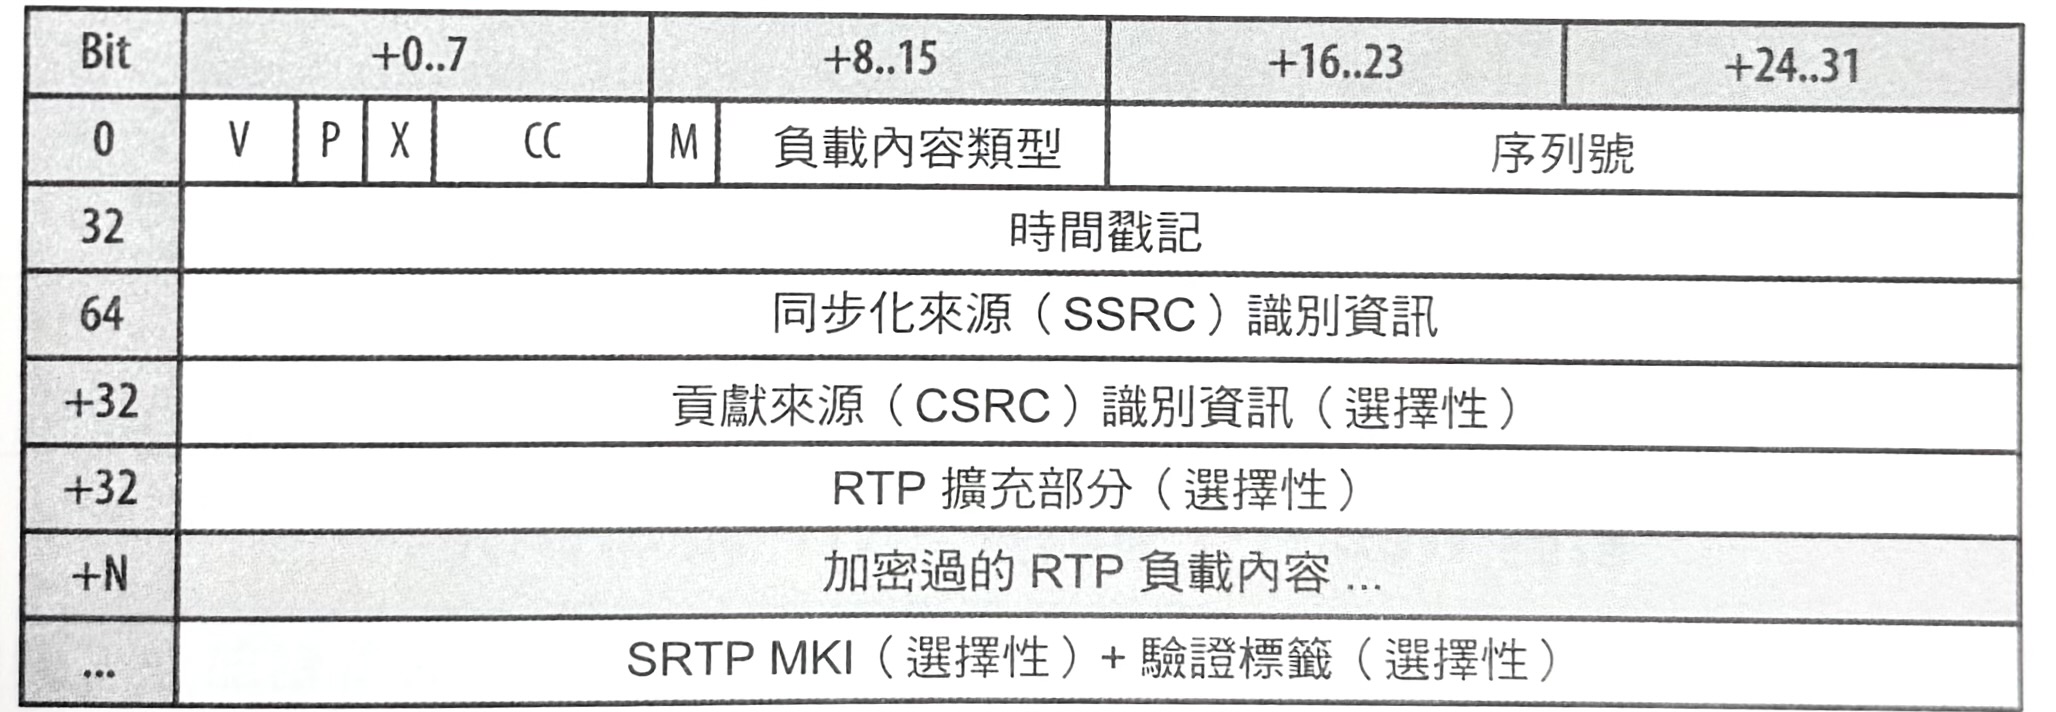 Bit +0..7 +8..15 +16..23 +24..31
0 V P X CC M 負載內容類型 序列號
32 時間戳記
64 同步化來源（SSRC）識別資訊
+32 貢獻來源（CSRC）識別資訊（選擇性）
+32 RTP 擴充部分（選擇性）
+N 加密過的 RTP 負載內容 ...
... SRTP MKI（選擇性）+ 驗證標籤（選擇性）